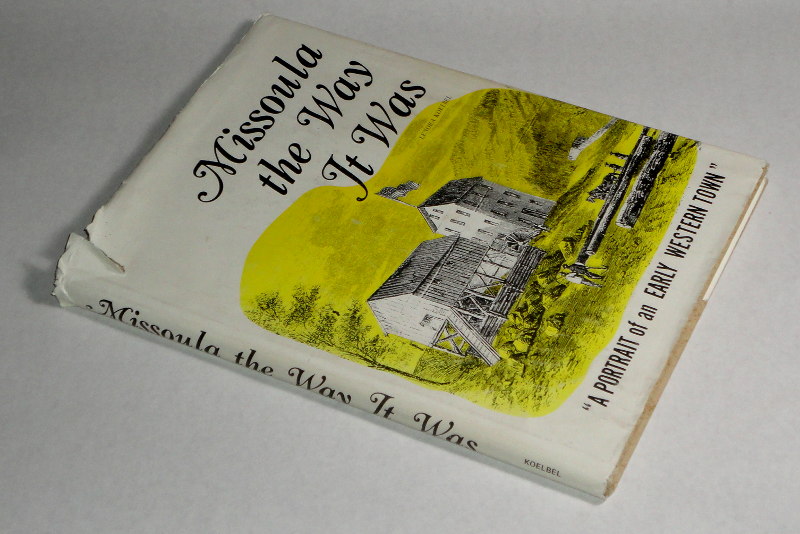 Missoula
the Way
It Was
"A PORTRAIT of an EARLY WESTERN TOWN"
Missoula the Way It Was
KOELBEL